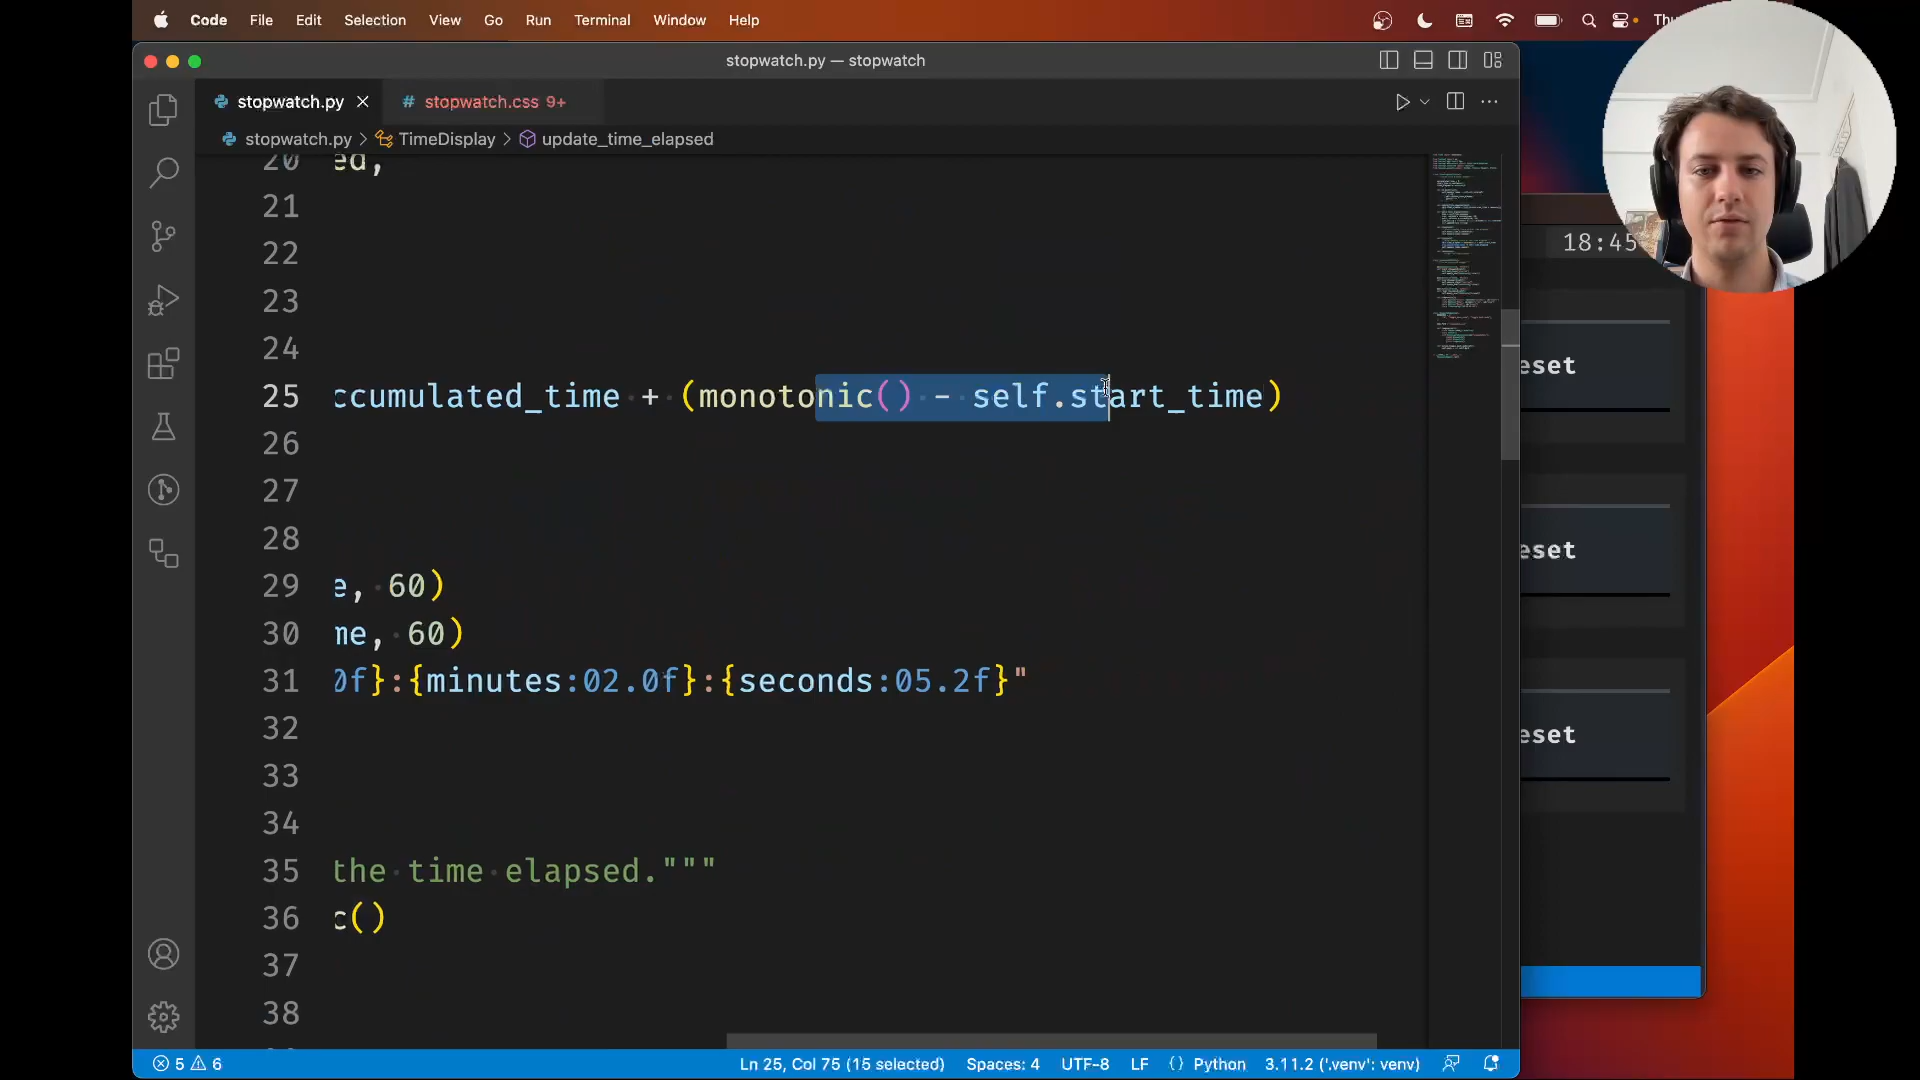 Code File Edit Selection View Go Run Terminal Window Help
stopwatch.py — stopwatch
stopwatch.py
stopwatch.css 9+
stopwatch.py > TimeDisplay > update_time_elapsed
20 ed,
21
22
23
24
25 ccumulated_time + (monotonic() - self.start_time)
26
27
28
29 e, 60)
30 me, 60)
31 0f}:{minutes:02.0f}:{seconds:05.2f}"
32
33
34
35 the time elapsed."""
36 c()
37
38
18:45
eset
eset
eset
5 6 Ln 25, Col 75 (15 selected) Spaces: 4 UTF-8 LF {} Python 3.11.2 ('.venv': venv)